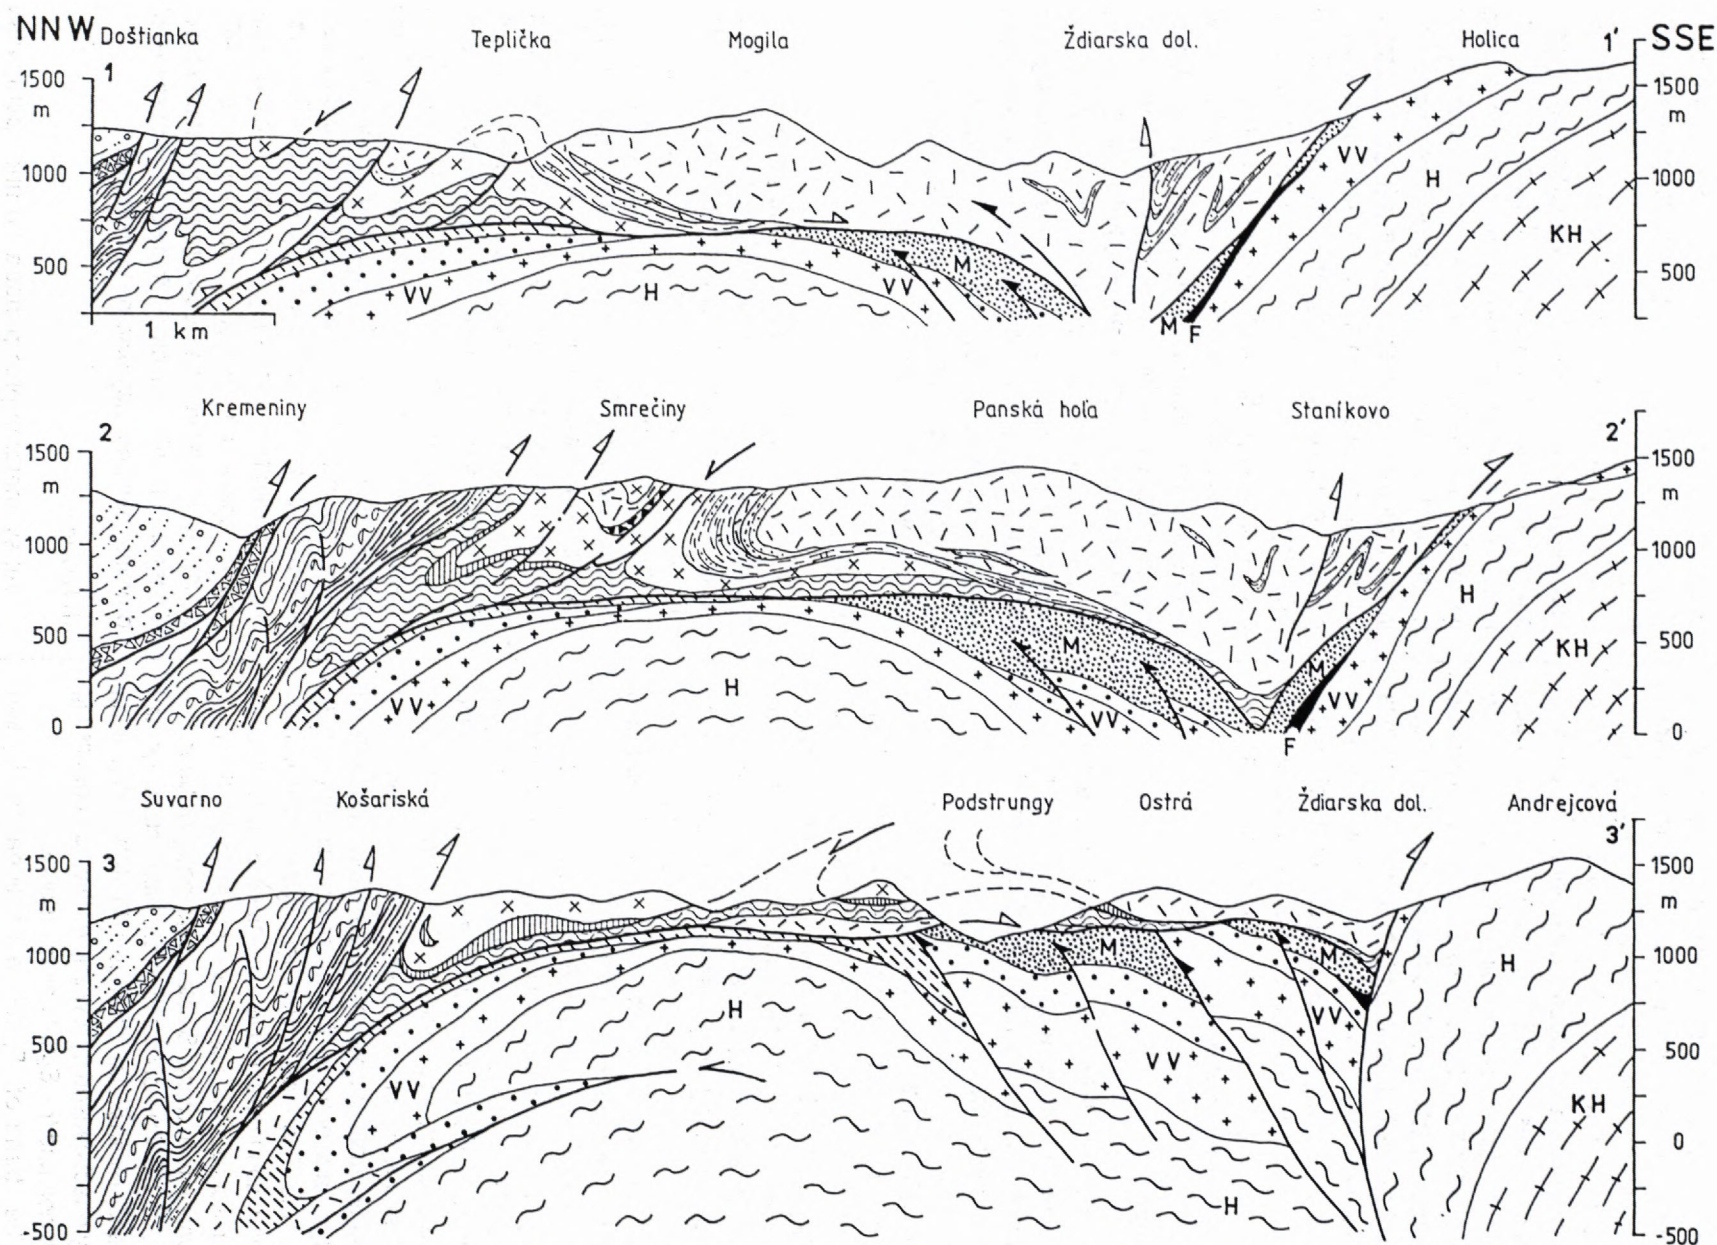 NNW Doštianka Teplička Mogila Ždiarska dol. Holica 1' SSE
1
1500 1500
m m
1000 1000
500 500
VV H VV M VV H KH
1 km M F
Kremeniny Smrečiny Panská hoľa Staníkovo
2 2'
1500 1500
m m
1000 1000
500 500
0 0
VV H M VV M VV H KH
F
Suvarno Košariská Podstrungy Ostrá Ždiarska dol. Andrejcová
3 3'
1500 1500
m m
1000 1000
500 500
0 0
-500 -500
VV H M VV M VV H KH
H